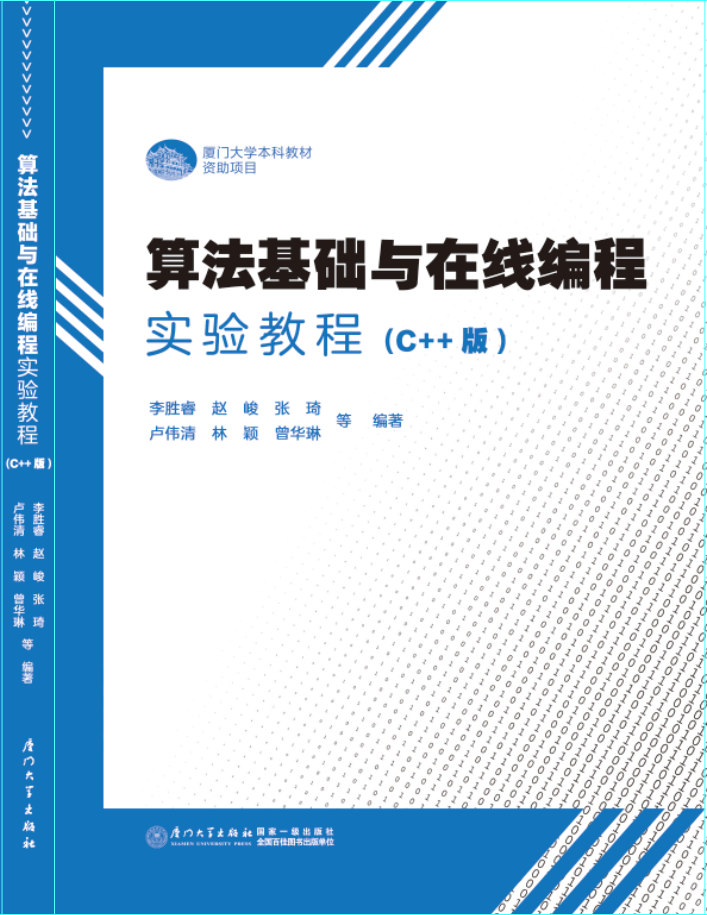 算法基础与在线编程实验教程
(C++ 版)
李胜睿 赵 峻 张 琦
卢伟清 林 颖 曾华琳
等 编著
厦门大学出版社
厦门大学本科教材
资助项目
算法基础与在线编程
实验教程 (C++ 版)
李胜睿 赵 峻 张 琦
卢伟清 林 颖 曾华琳 等 编著
厦门大学出版社 国家一级出版社
XIAMEN UNIVERSITY PRESS 全国百佳图书出版单位